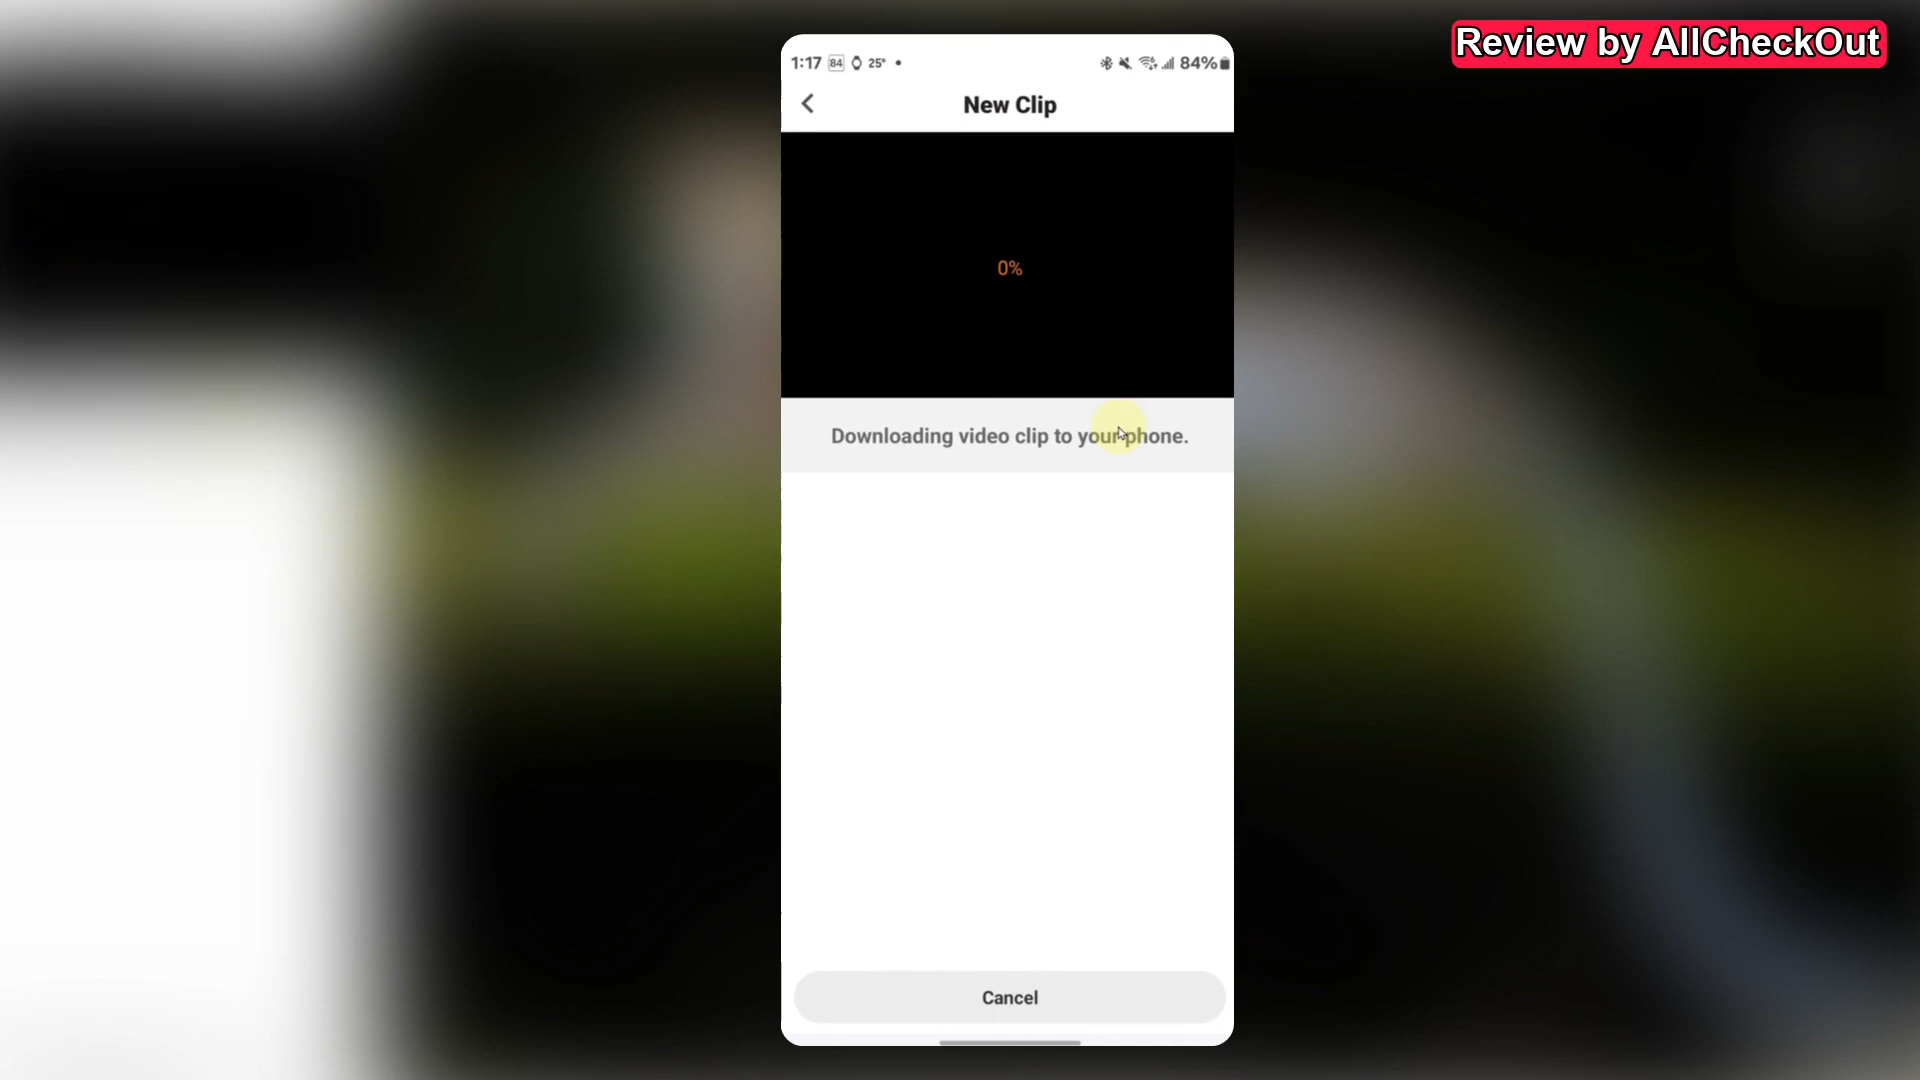 Review by AllCheckOut
1:17 84 25° 84%
New Clip
0%
Downloading video clip to your phone.
Cancel